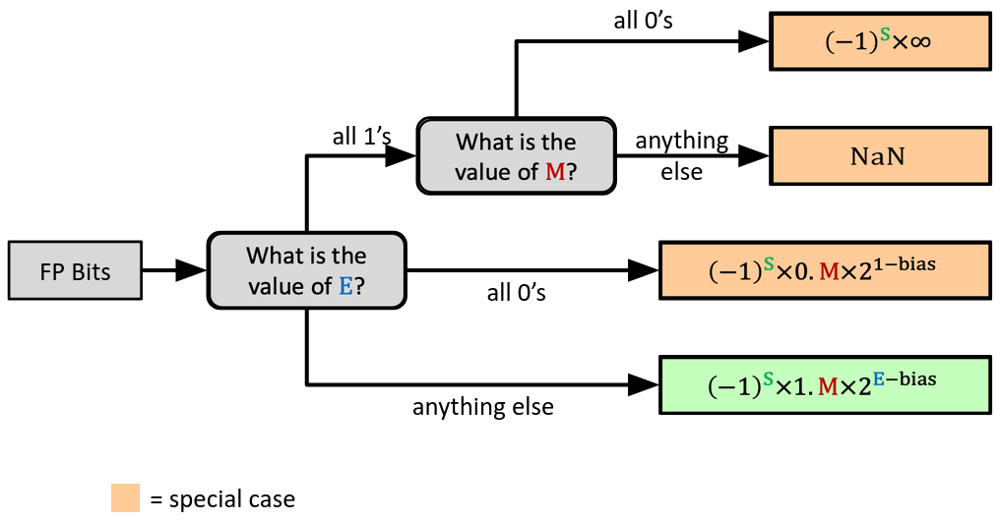 all 0's
(−1)^S×∞
all 1's
What is the
value of M?
anything
else
NaN
FP Bits
What is the
value of E?
all 0's
(−1)^S×0. M×2^1−bias
anything else
(−1)^S×1. M×2^E−bias
= special case